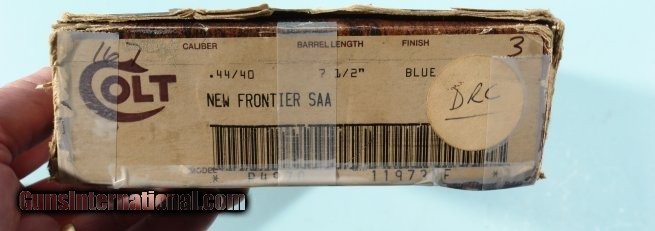 162
CALIBER BARREL LENGTH FINISH 3
COLT
.44/40 7 1/2" BLUE
NEW FRONTIER SAA
DRC
MODEL
GunsInternational.com